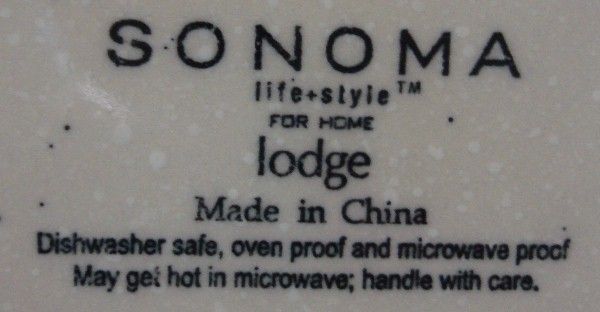 SONOMA
life+style™
FOR HOME
lodge
Made in China
Dishwasher safe, oven proof and microwave proof
May get hot in microwave; handle with care.